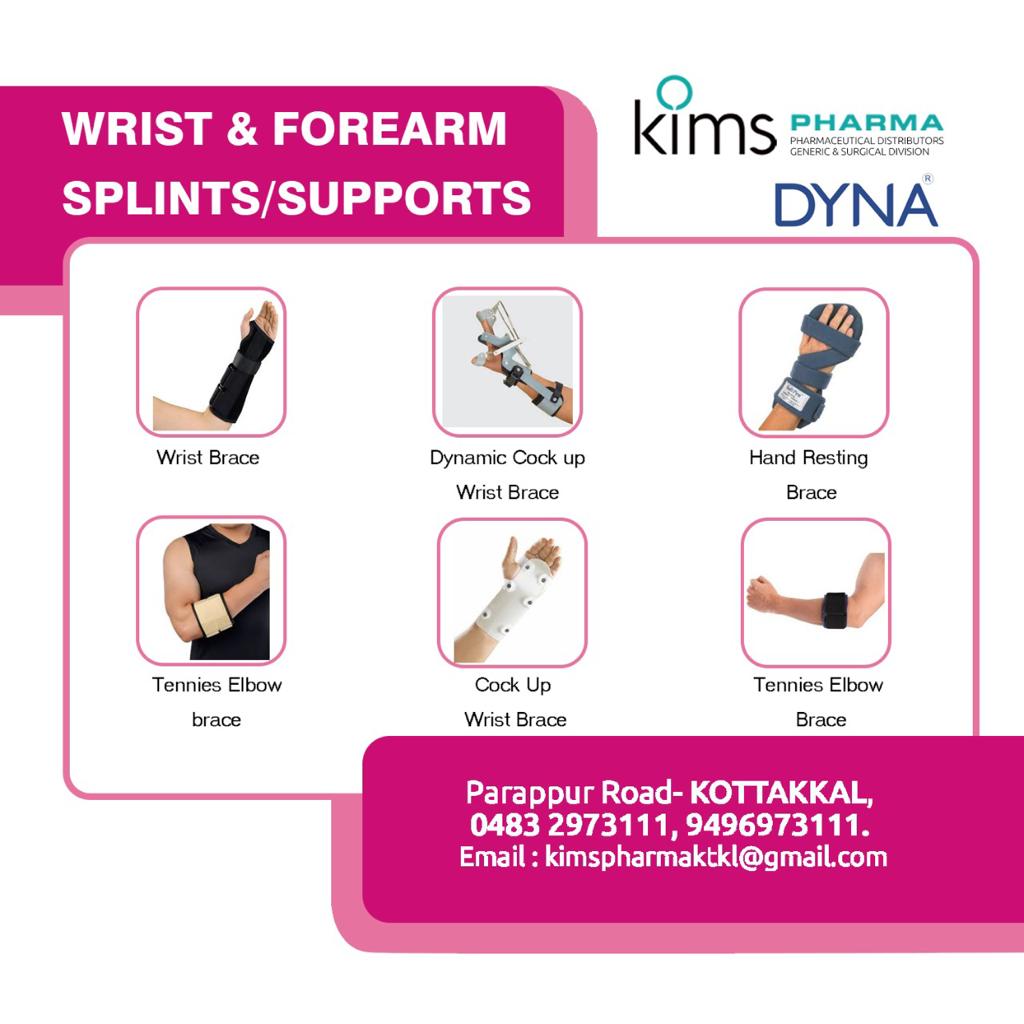 WRIST & FOREARM
SPLINTS/SUPPORTS
kims PHARMA
PHARMACEUTICAL DISTRIBUTORS
GENERIC & SURGICAL DIVISION
DYNA®
Wrist Brace
Dynamic Cock up
Wrist Brace
Hand Resting
Brace
Tennies Elbow
brace
Cock Up
Wrist Brace
Tennies Elbow
Brace
Parappur Road- KOTTAKKAL,
0483 2973111, 9496973111.
Email : kimspharmaktkl@gmail.com